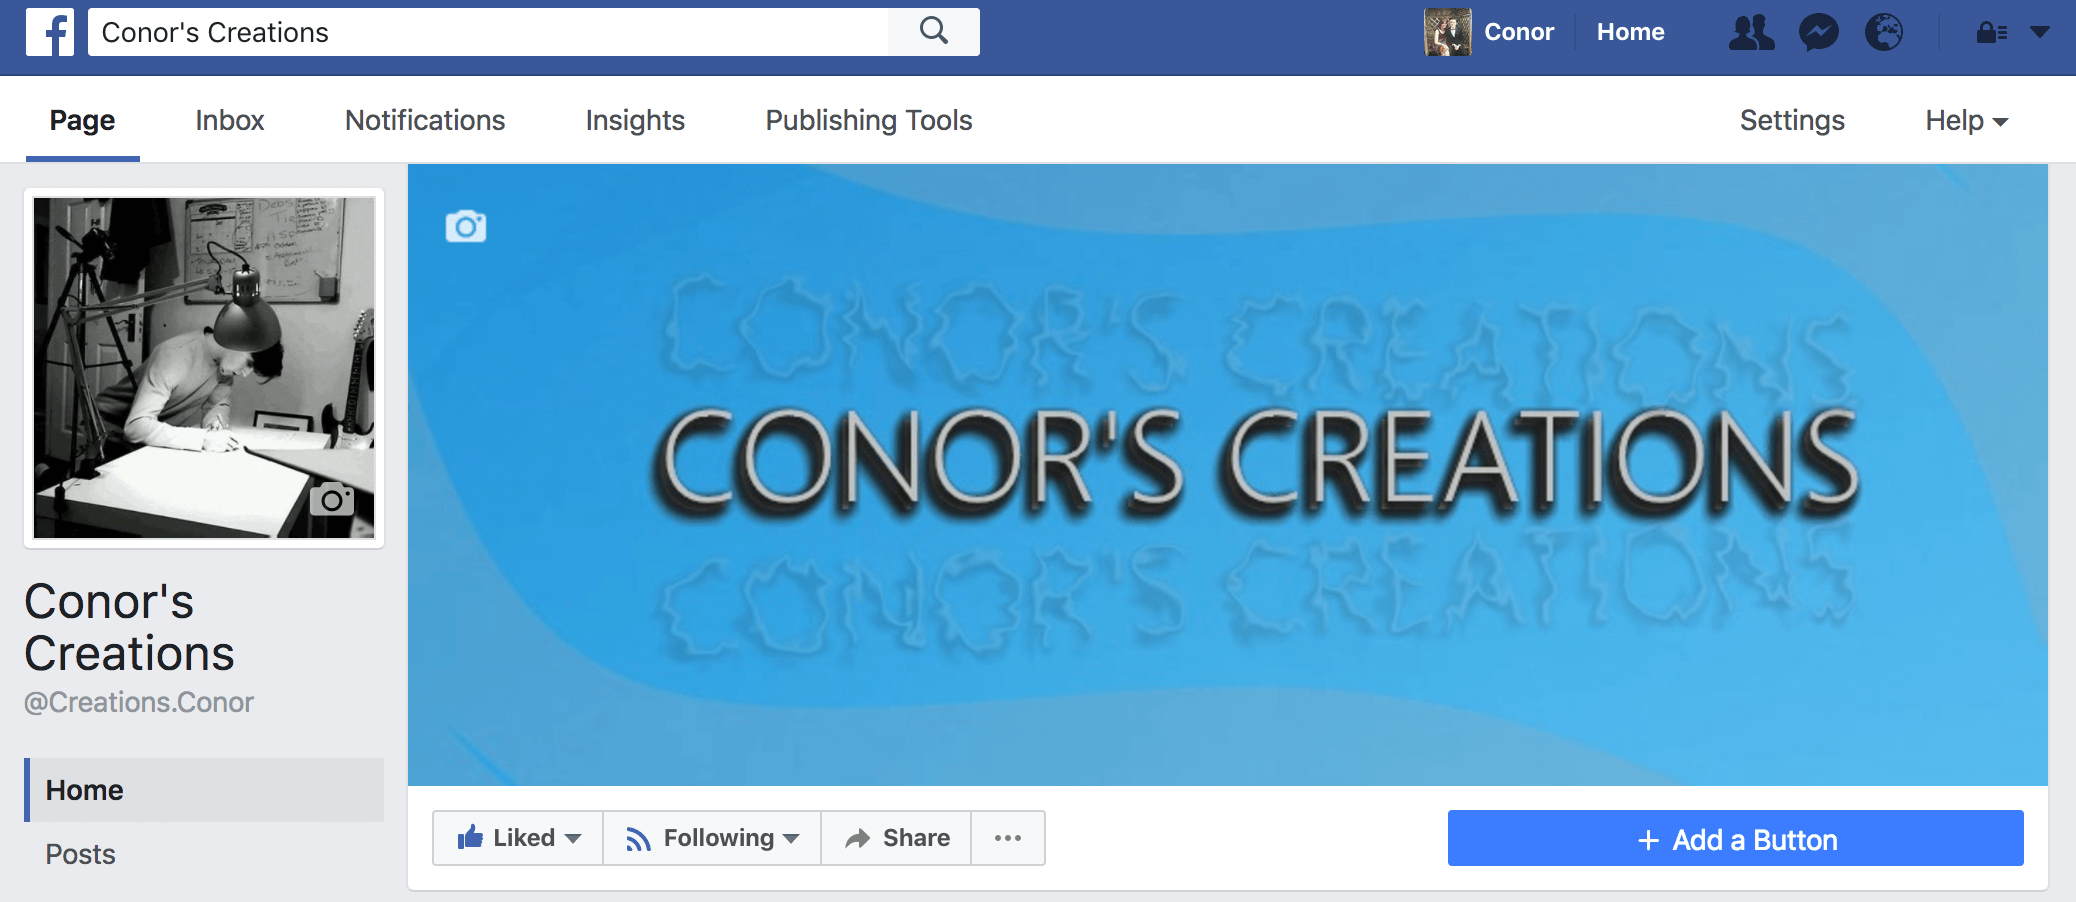 Conor's Creations
Conor
Home
Page
Inbox
Notifications
Insights
Publishing Tools
Settings
Help
CONOR'S CREATIONS
CONOR'S CREATIONS
CONOR'S CREATIONS
Conor's
Creations
@Creations.Conor
Home
Posts
Liked
Following
Share
+ Add a Button